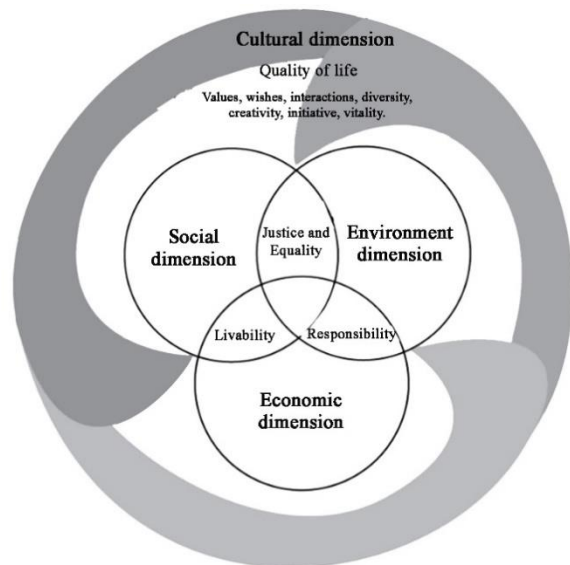 Cultural dimension
Quality of life
Values, wishes, interactions, diversity,
creativity, initiative, vitality.
Social
dimension
Justice and
Equality
Environment
dimension
Livability
Responsibility
Economic
dimension